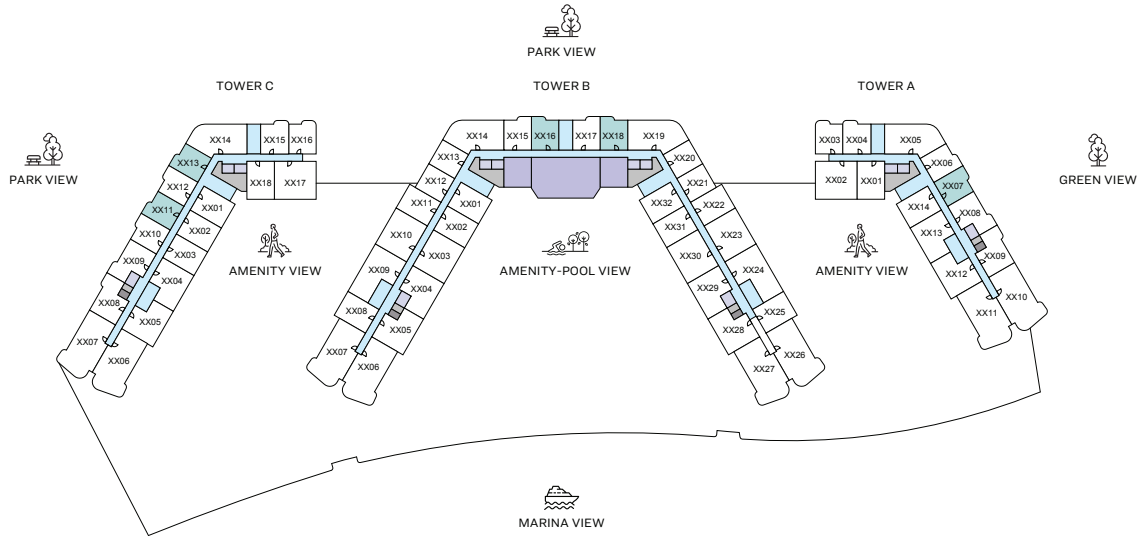 PARK VIEW
TOWER C
TOWER B
TOWER A
PARK VIEW
GREEN VIEW
XX14
XX15
XX16
XX13
XX12
XX11
XX10
XX09
XX08
XX07
XX06
XX05
XX04
XX03
XX02
XX01
XX18
XX17
AMENITY VIEW
XX14
XX15
XX16
XX17
XX18
XX19
XX13
XX12
XX11
XX10
XX09
XX08
XX07
XX06
XX05
XX04
XX03
XX02
XX01
XX20
XX21
XX22
XX23
XX24
XX25
XX26
XX27
XX28
XX29
XX30
XX31
XX32
AMENITY-POOL VIEW
XX03
XX04
XX05
XX02
XX01
XX06
XX07
XX08
XX09
XX10
XX11
XX12
XX13
XX14
AMENITY VIEW
MARINA VIEW